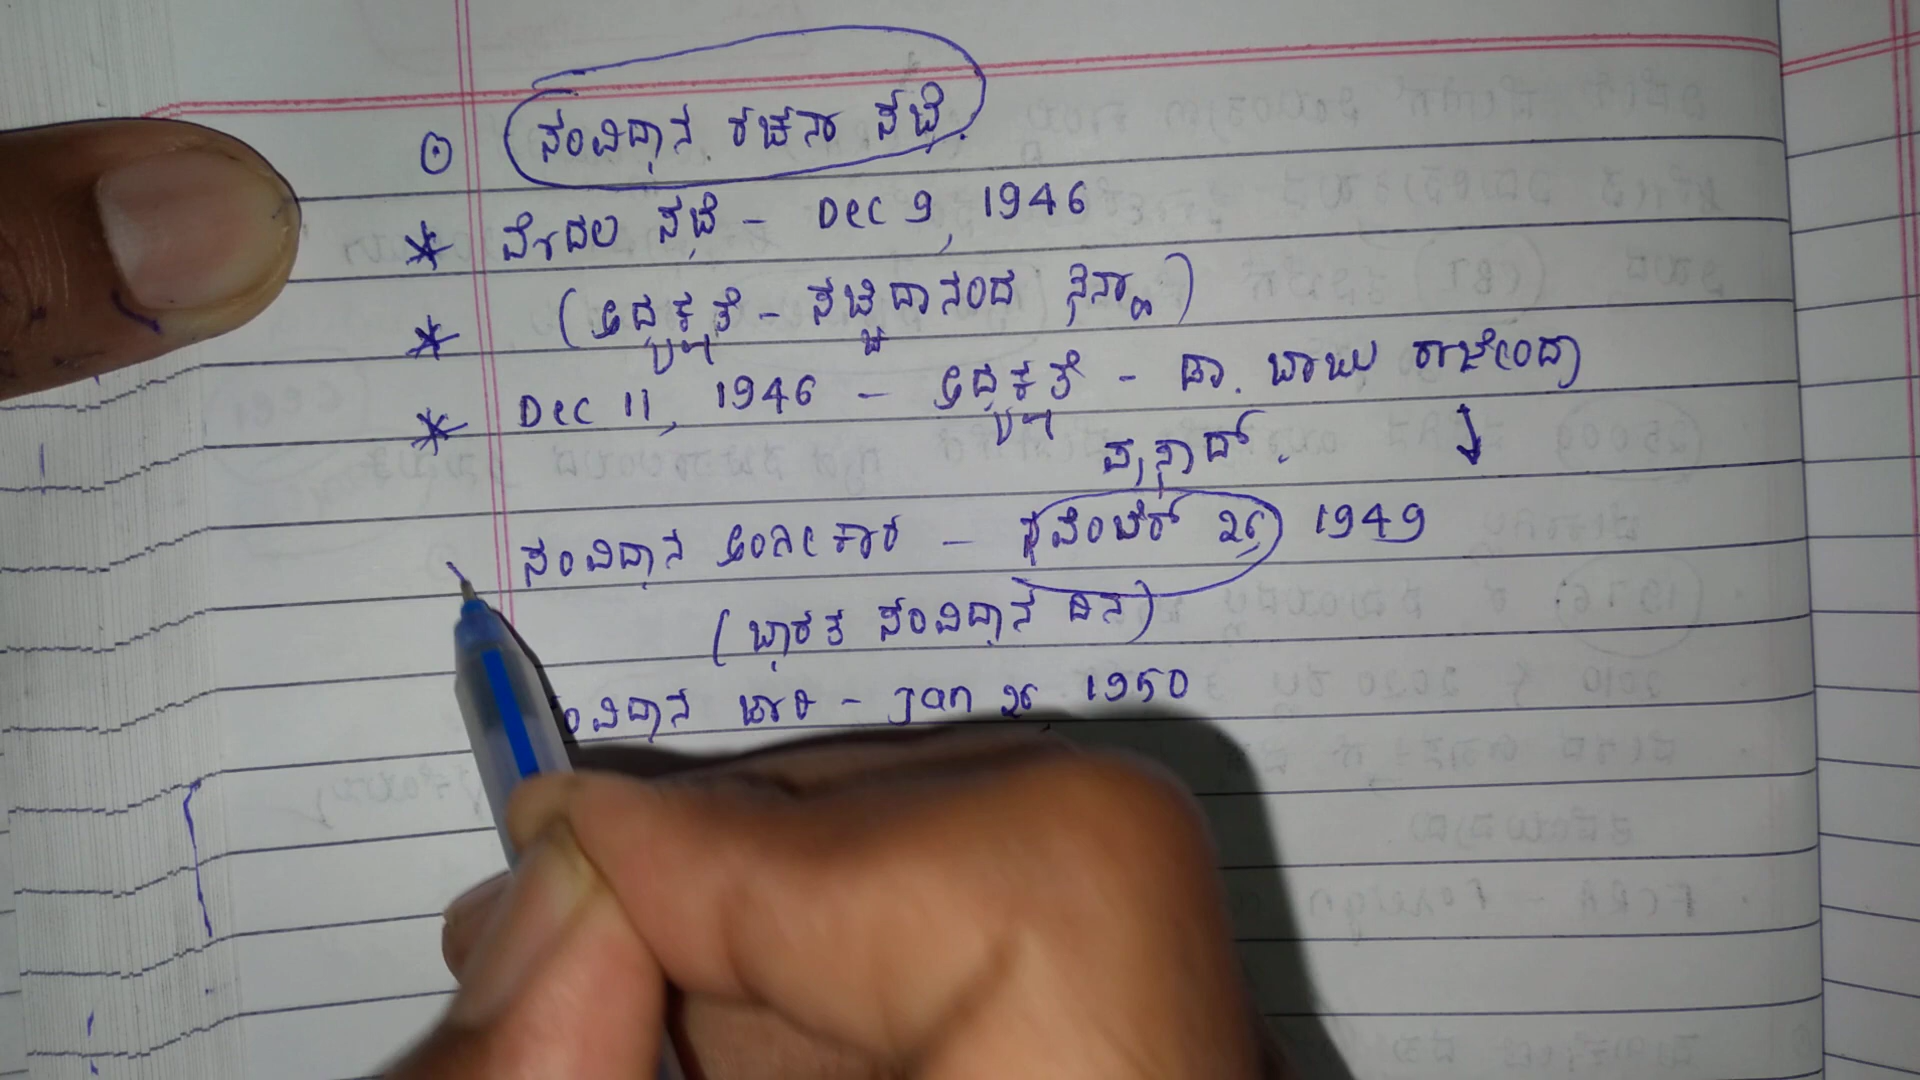 ಸಂವಿಧಾನ ರಚನಾ ಸಭೆ.
* ಮೊದಲ ಸಭೆ - Dec 9, 1946
* (ಅಧ್ಯಕ್ಷತೆ - ಸಚ್ಚಿದಾನಂದ ಸಿನ್ಹಾ)
* Dec 11, 1946 - ಅಧ್ಯಕ್ಷತೆ - ಡಾ. ಬಾಬು ರಾಜೇಂದ್ರ
ಪ್ರಸಾದ್.
ಸಂವಿಧಾನ ಅಂಗೀಕಾರ - ನವೆಂಬರ್ 26, 1949
(ಭಾರತ ಸಂವಿಧಾನ ದಿನ)
ಂವಿಧಾನ ಜಾರಿ - Jan 26, 1950